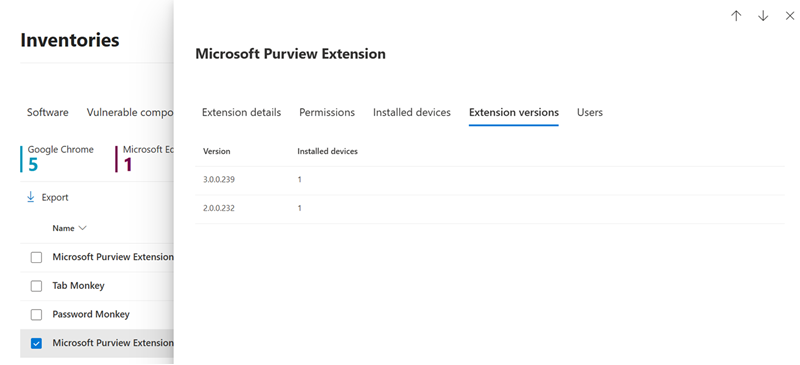 Inventories
Software Vulnerable compo
Google Chrome
5
Microsoft Ed
1
Export
Name
Microsoft Purview Extension
Tab Monkey
Password Monkey
Microsoft Purview Extension
Microsoft Purview Extension
Extension details Permissions Installed devices Extension versions Users
Version Installed devices
3.0.0.239 1
2.0.0.232 1